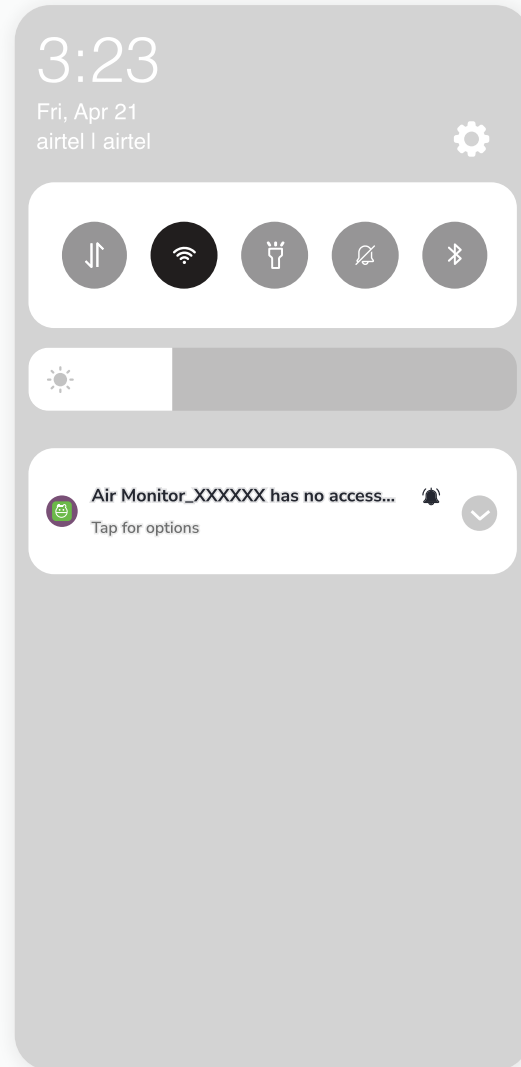 3:23
Fri, Apr 21
airtel | airtel
Air Monitor_XXXXXX has no access...
Tap for options